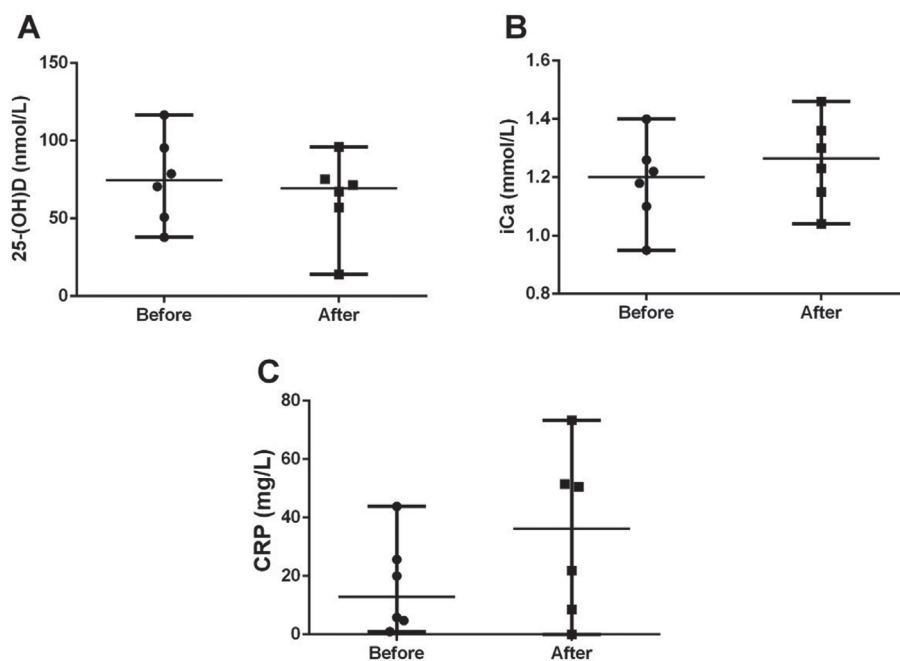 A
25-(OH)D (nmol/L)
150
100
50
0
Before After
B
iCa (mmol/L)
1.6
1.4
1.2
1.0
0.8
Before After
C
CRP (mg/L)
80
60
40
20
0
Before After